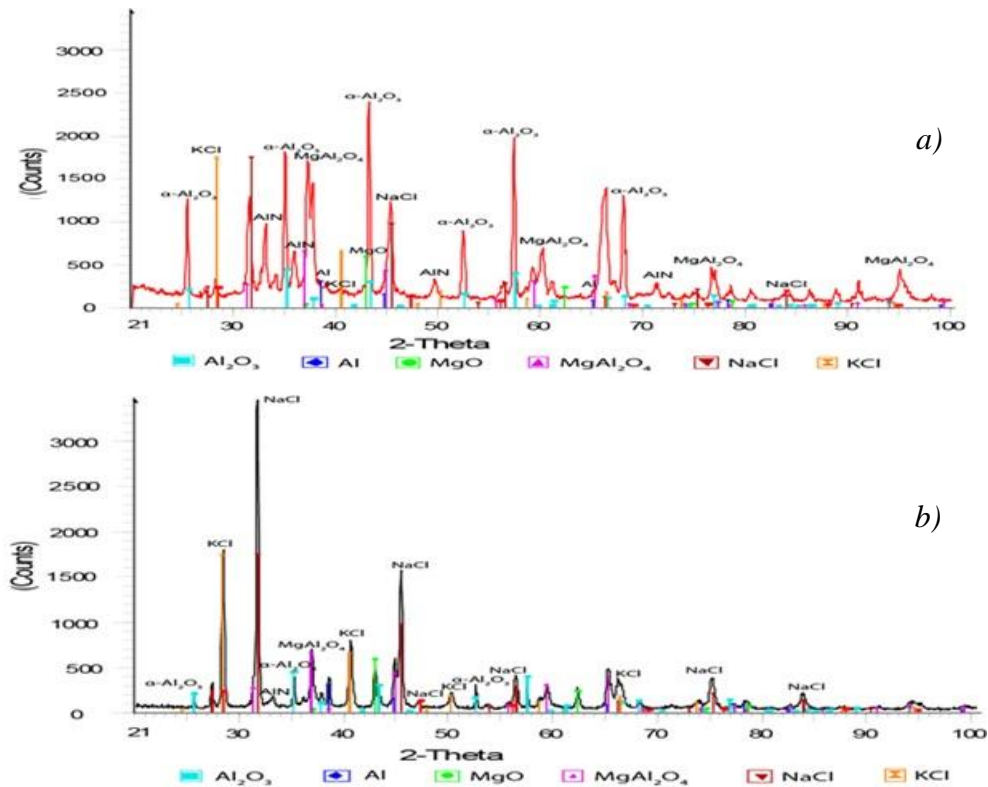 3000
2500
2000
1500
1000
500
0
(Counts)
a)
α-Al₂O₃
KCl
α-Al₂O₃
α-Al₂O₃
MgAl₂O₄
α-Al₂O₃
NaCl
α-Al₂O₃
AlN
AlN
α-Al₂O₃
MgO
MgAl₂O₄
Al
KCl
AlN
Al
AlN
MgAl₂O₄
NaCl
MgAl₂O₄
21 30 40 50 60 70 80 90 100
2-Theta
Al₂O₃ Al MgO MgAl₂O₄ NaCl KCl
3000
2500
2000
1500
1000
500
0
(Counts)
b)
NaCl
KCl
NaCl
KCl
MgAl₂O₄
α-Al₂O₃
α-Al₂O₃
AlN
NaCl
KCl
α-Al₂O₃
NaCl
KCl
NaCl
NaCl
21 30 40 50 60 70 80 90 100
2-Theta
Al₂O₃ Al MgO MgAl₂O₄ NaCl KCl